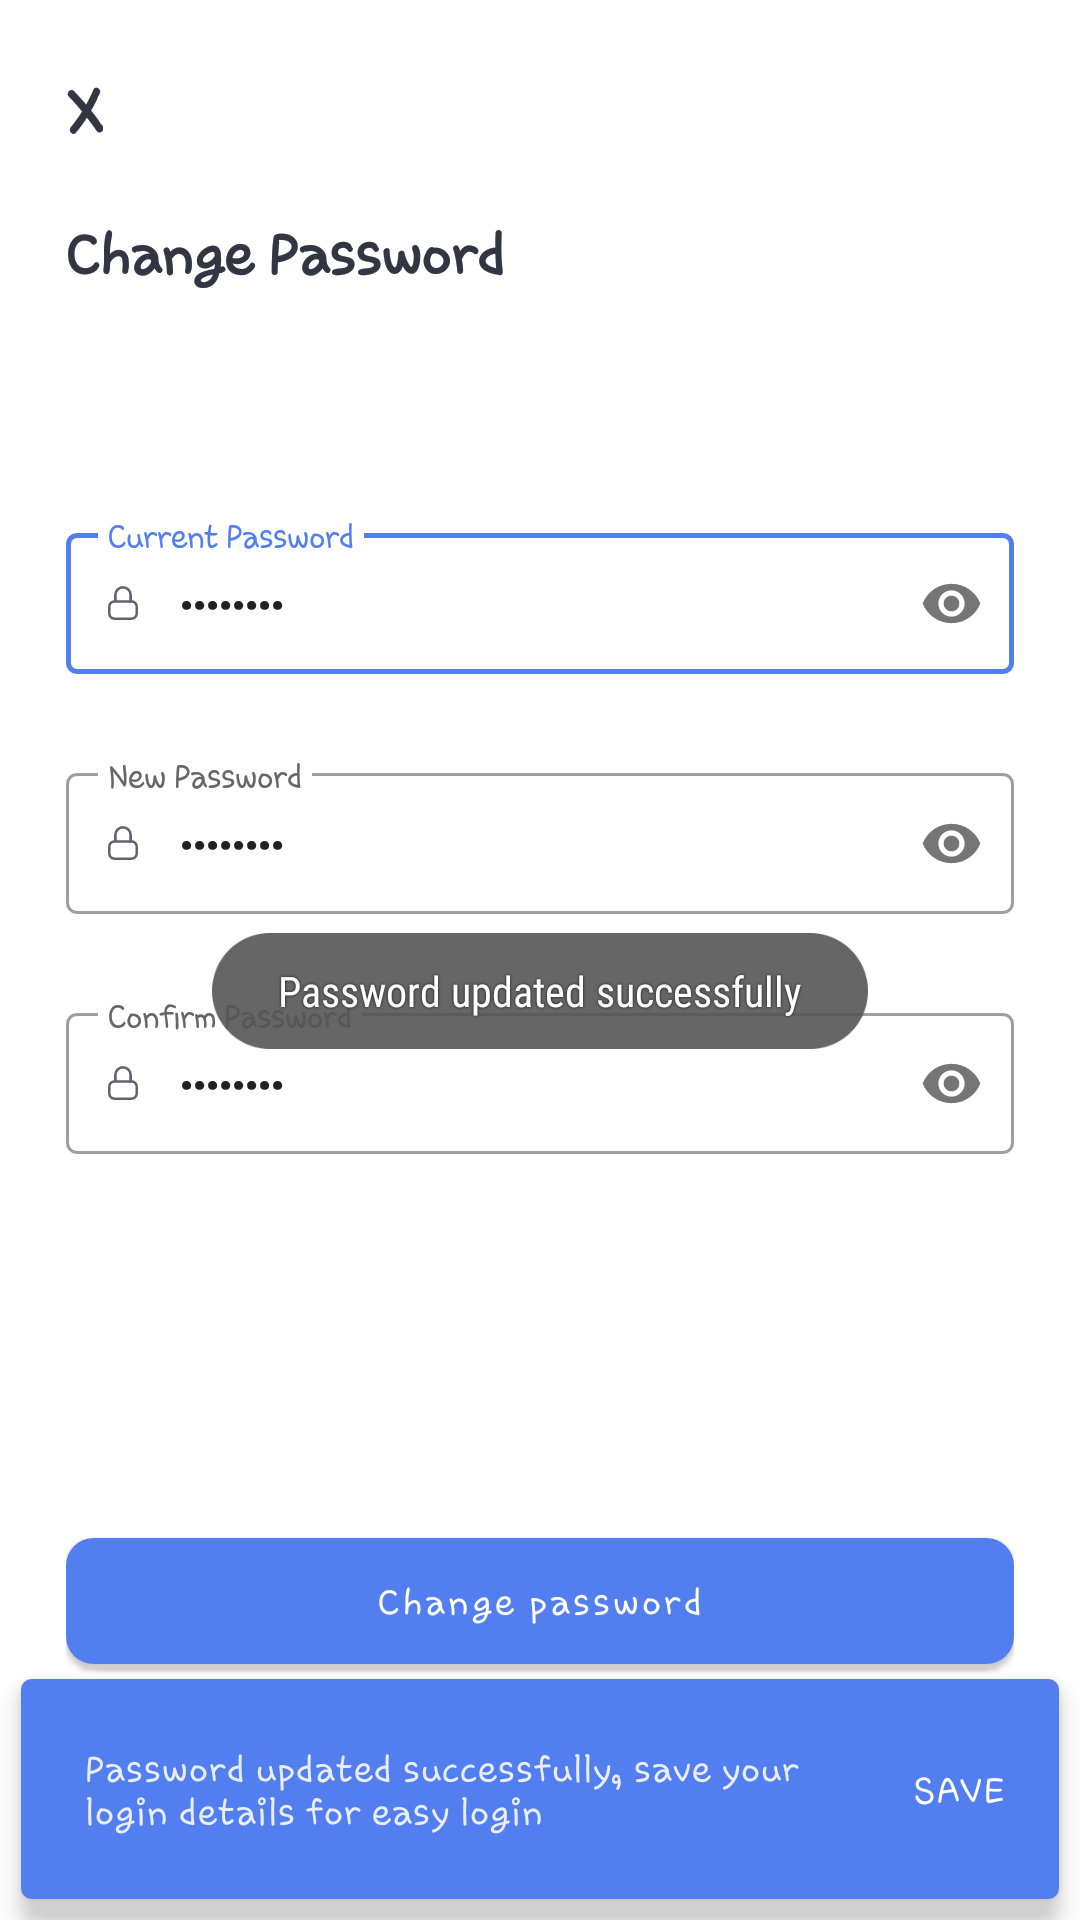 X
Change Password
Current Password
••••••••
New Password
••••••••
Password updated successfully
Confirm Password
••••••••
Change password
Password updated successfully, save your
login details for easy login
SAVE